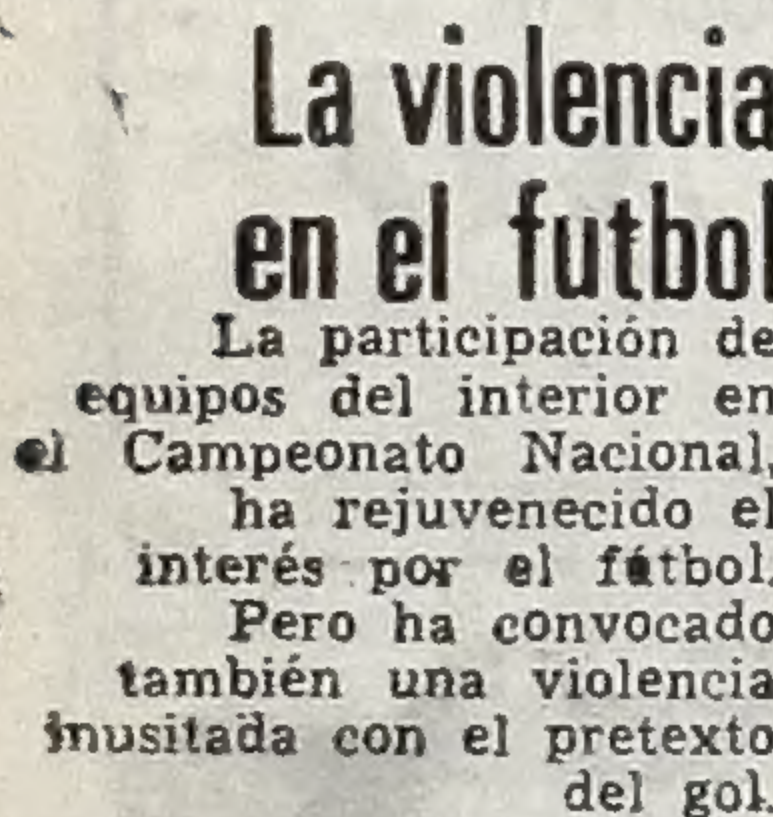 La violencia
en el futbol
La participación de
equipos del interior en
el Campeonato Nacional,
ha rejuvenecido el
interés por el fútbol.
Pero ha convocado
también una violencia
inusitada con el pretexto
del gol.